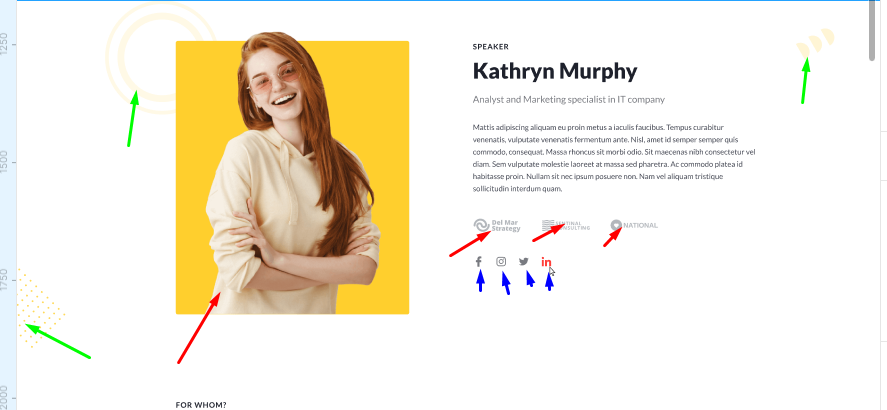 1250
1500
1750
2000
SPEAKER
Kathryn Murphy
Analyst and Marketing specialist in IT company
Mattis adipiscing aliquam eu proin metus a iaculis faucibus. Tempus curabitur
venenatis, vulputate venenatis fermentum ante. Nisl, amet id semper semper quis
commodo, consequat. Massa rhoncus sit morbi odio. Sit maecenas nibh consectetur vel
diam. Sem vulputate molestie laoreet at massa sed pharetra. Ac commodo platea id
habitasse proin. Nullam sit nec ipsum posuere non. Nam vel aliquam tristique
sollicitudin interdum quam.
Del Mar
Strategy
NATIONAL
in
FOR WHOM?